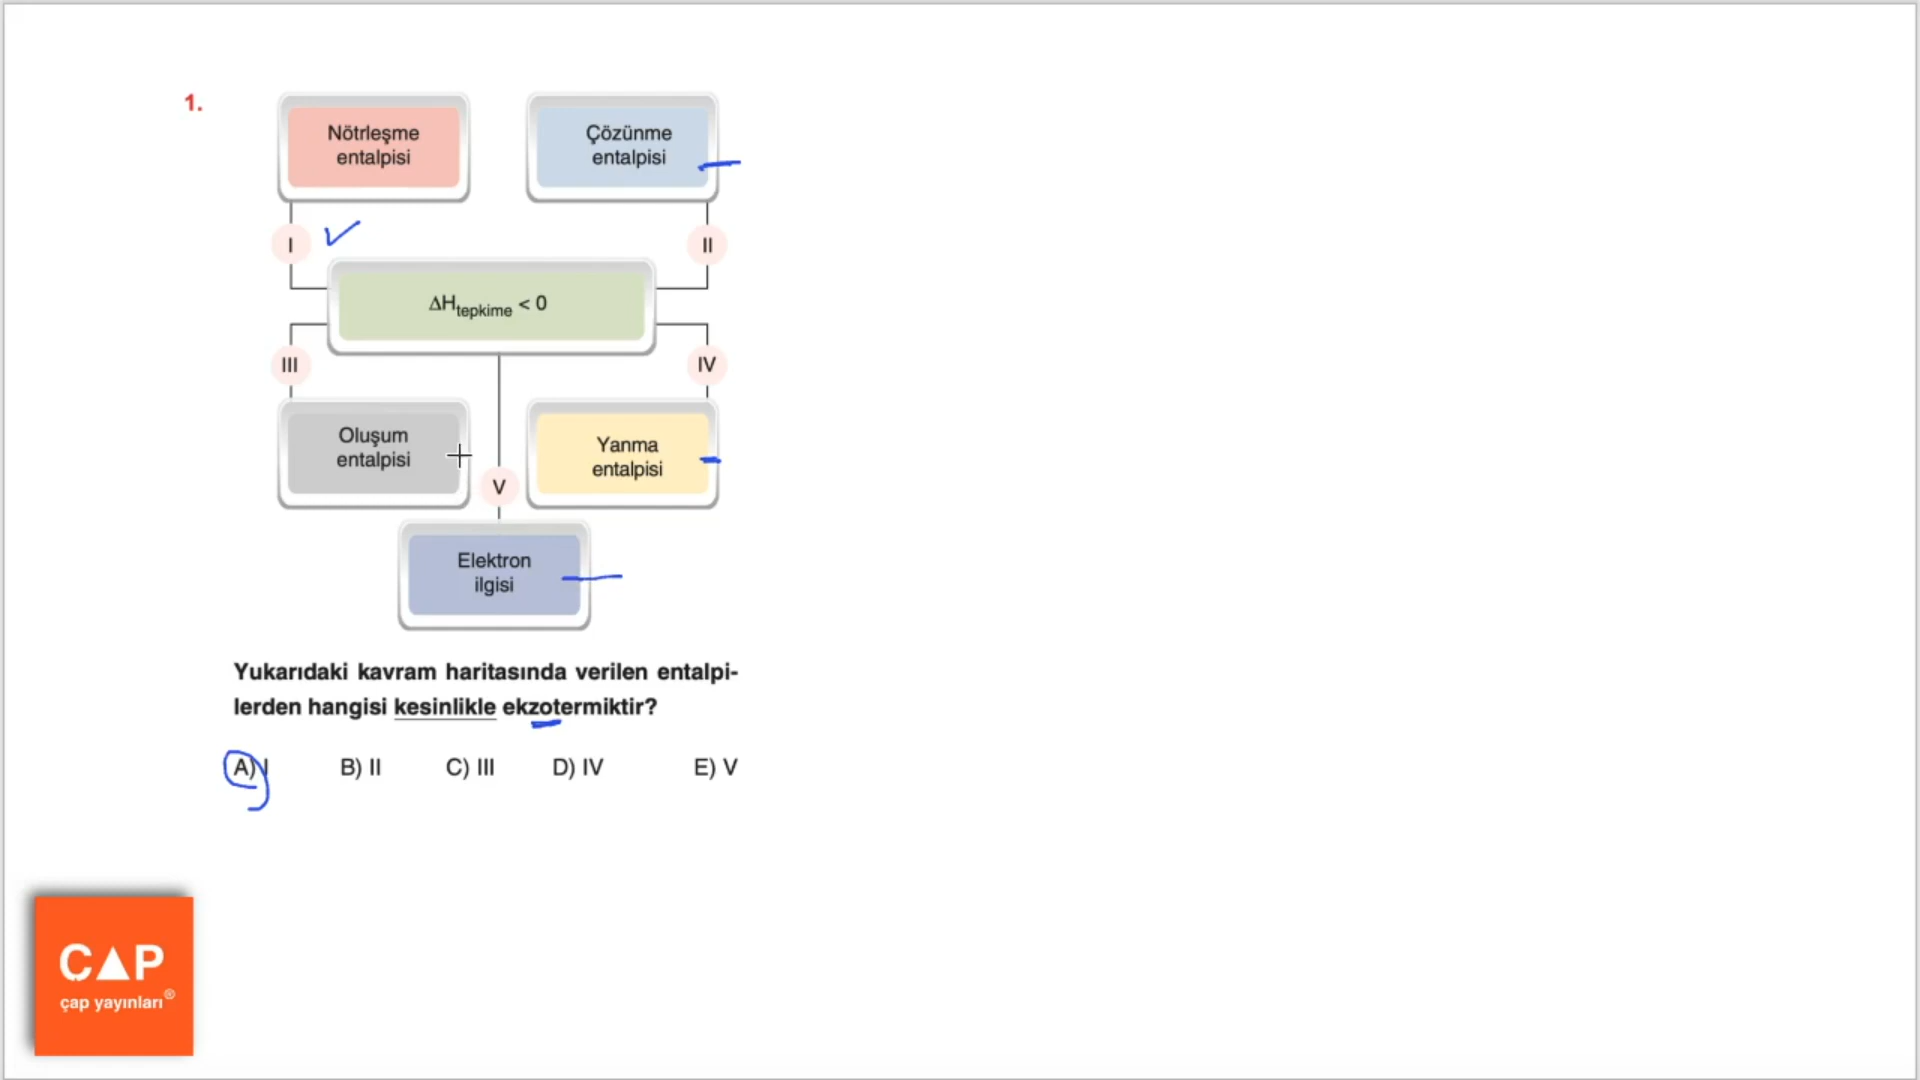 1.
Nötrleşme
entalpisi
Çözünme
entalpisi
I
II
ΔHtepkime < 0
III
IV
Oluşum
entalpisi
Yanma
entalpisi
V
Elektron
ilgisi
Yukarıdaki kavram haritasında verilen entalpi-
lerden hangisi kesinlikle ekzotermiktir?
A) I B) II C) III D) IV E) V
ÇAP
çap yayınları®